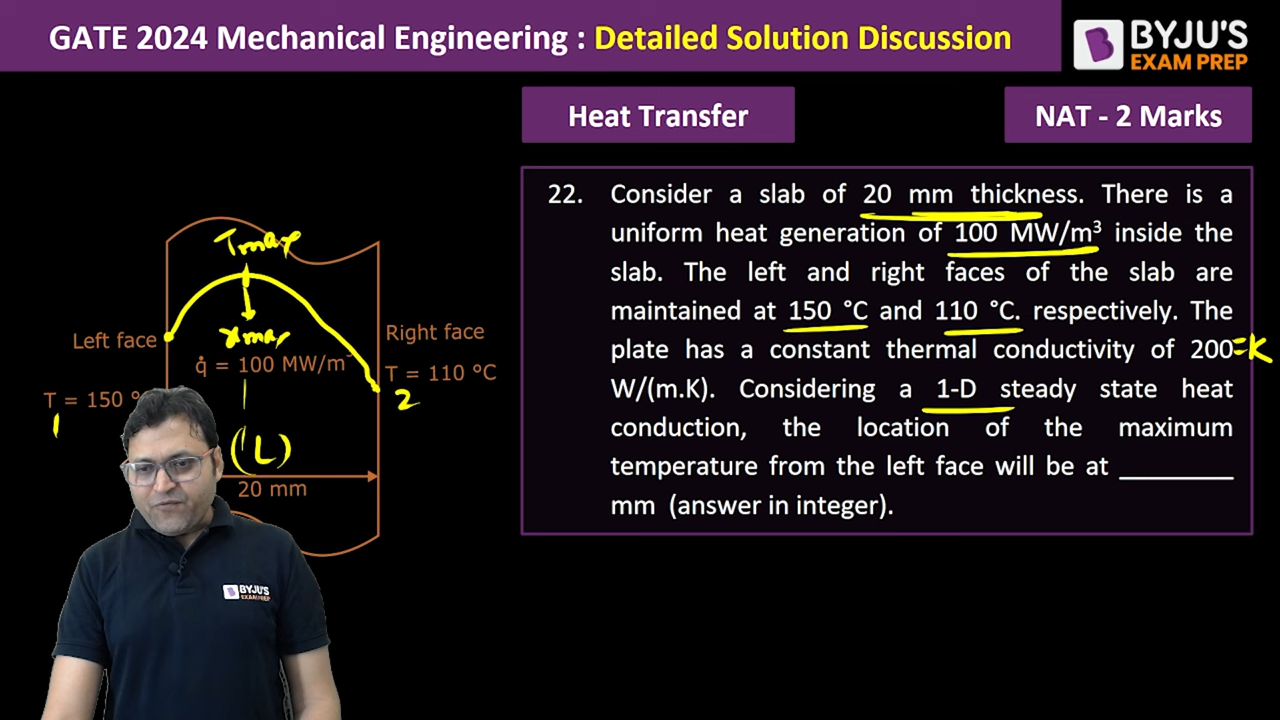 GATE 2024 Mechanical Engineering : Detailed Solution Discussion
BYJU'S
EXAM PREP
Heat Transfer
NAT - 2 Marks
22. Consider a slab of 20 mm thickness. There is a
uniform heat generation of 100 MW/m³ inside the
slab. The left and right faces of the slab are
maintained at 150 °C and 110 °C. respectively. The
plate has a constant thermal conductivity of 200 =K
W/(m.K). Considering a 1-D steady state heat
conduction, the location of the maximum
temperature from the left face will be at ________
mm (answer in integer).
Tmax
xmax
Left face
Right face
q̇ = 100 MW/m
T = 110 °C
T = 150 °
1
2
(L)
20 mm
BYJU'S
EXAM PREP